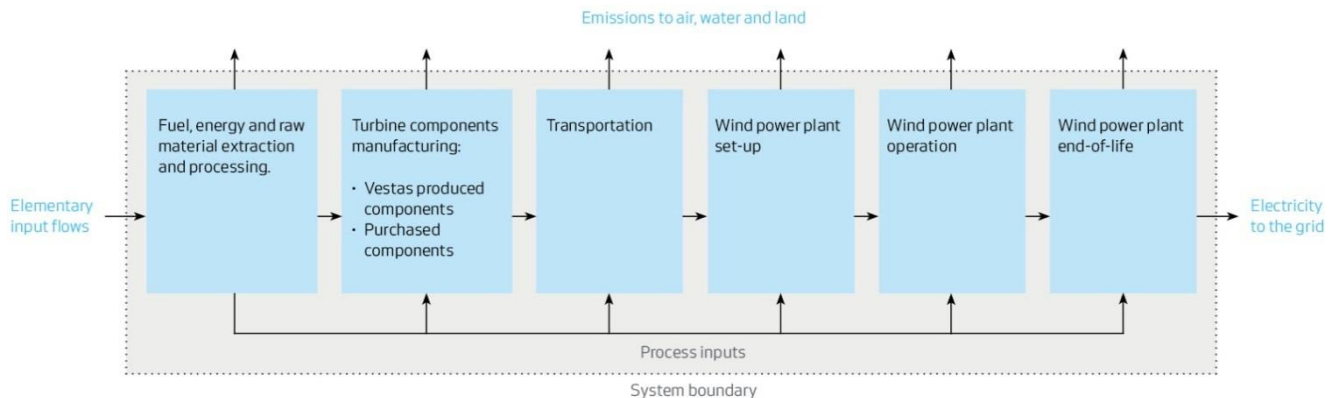 Emissions to air, water and land
Elementary
input flows
Fuel, energy and raw
material extraction
and processing.
Turbine components
manufacturing:
• Vestas produced
components
• Purchased
components
Transportation
Wind power plant
set-up
Wind power plant
operation
Wind power plant
end-of-life
Electricity
to the grid
Process inputs
System boundary